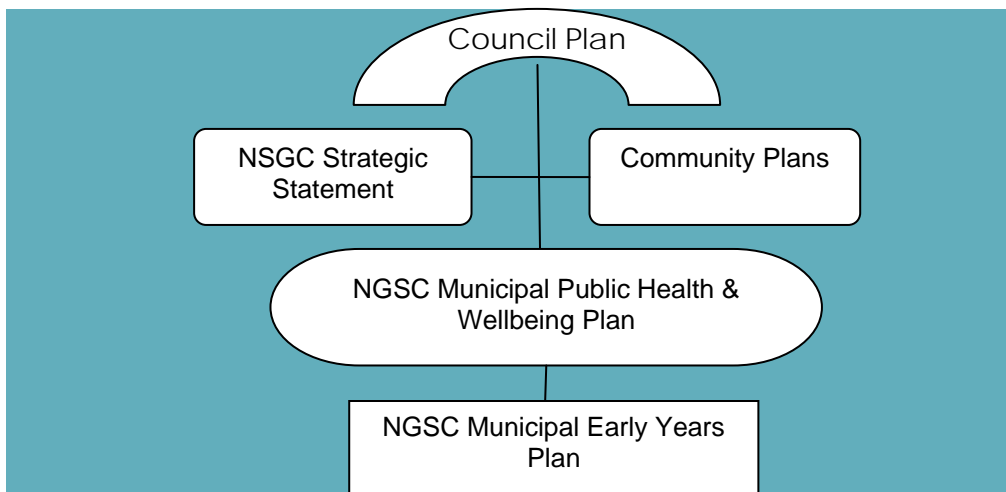 Council Plan
NSGC Strategic
Statement
Community Plans
NGSC Municipal Public Health &
Wellbeing Plan
NGSC Municipal Early Years
Plan